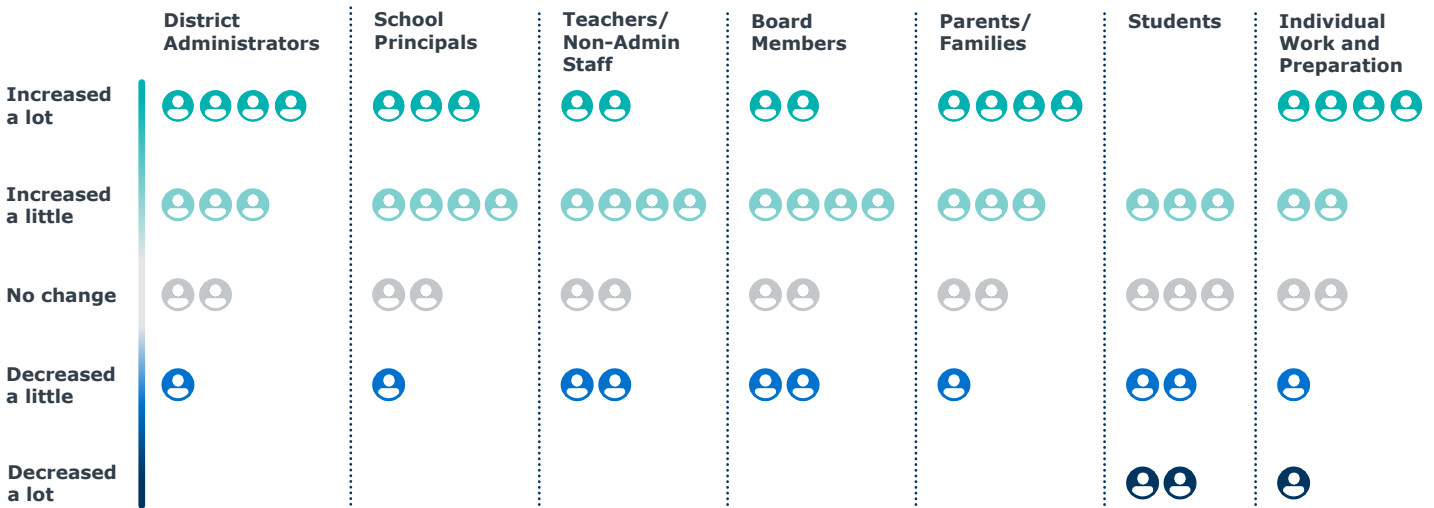 District
Administrators
School
Principals
Teachers/
Non-Admin
Staff
Board
Members
Parents/
Families
Students
Individual
Work and
Preparation
Increased
a lot
Increased
a little
No change
Decreased
a little
Decreased
a lot